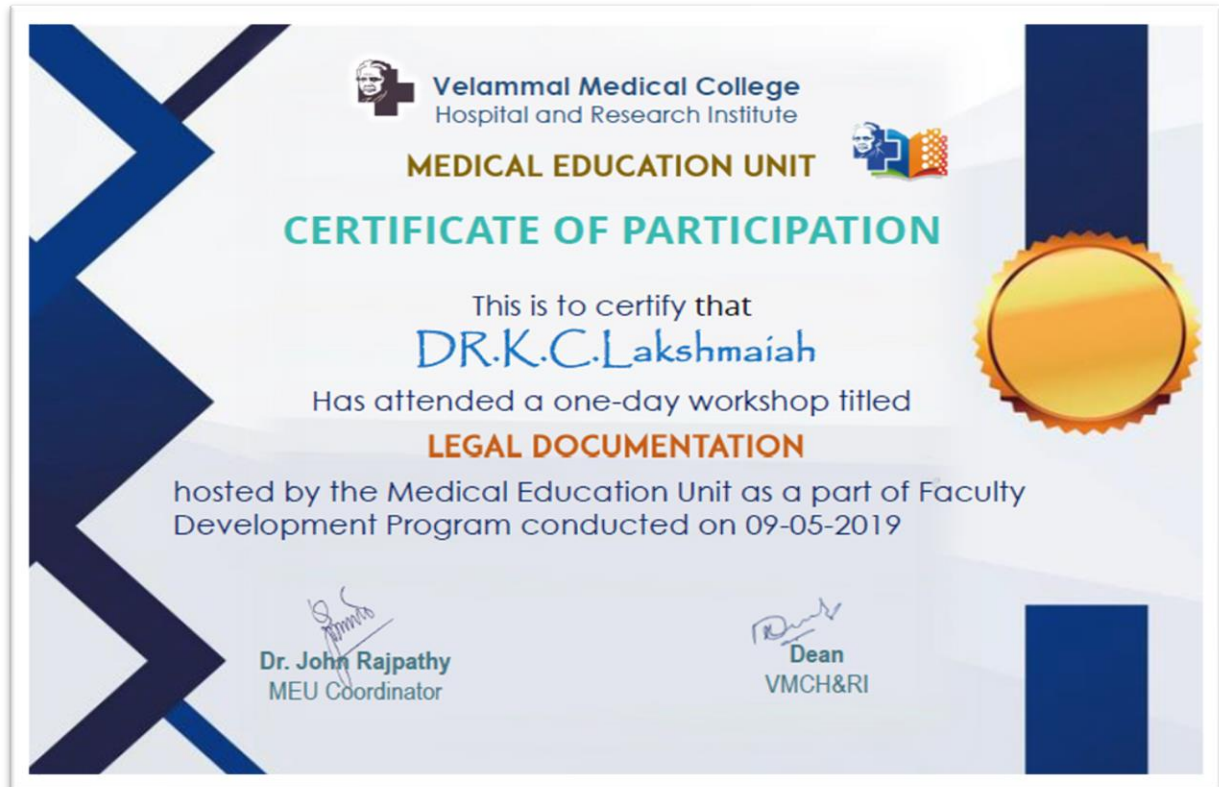 Velammal Medical College
Hospital and Research Institute
MEDICAL EDUCATION UNIT
CERTIFICATE OF PARTICIPATION
This is to certify that
DR.K.C.Lakshmaiah
Has attended a one-day workshop titled
LEGAL DOCUMENTATION
hosted by the Medical Education Unit as a part of Faculty
Development Program conducted on 09-05-2019
Dr. John Rajpathy
MEU Coordinator
Dean
VMCH&RI